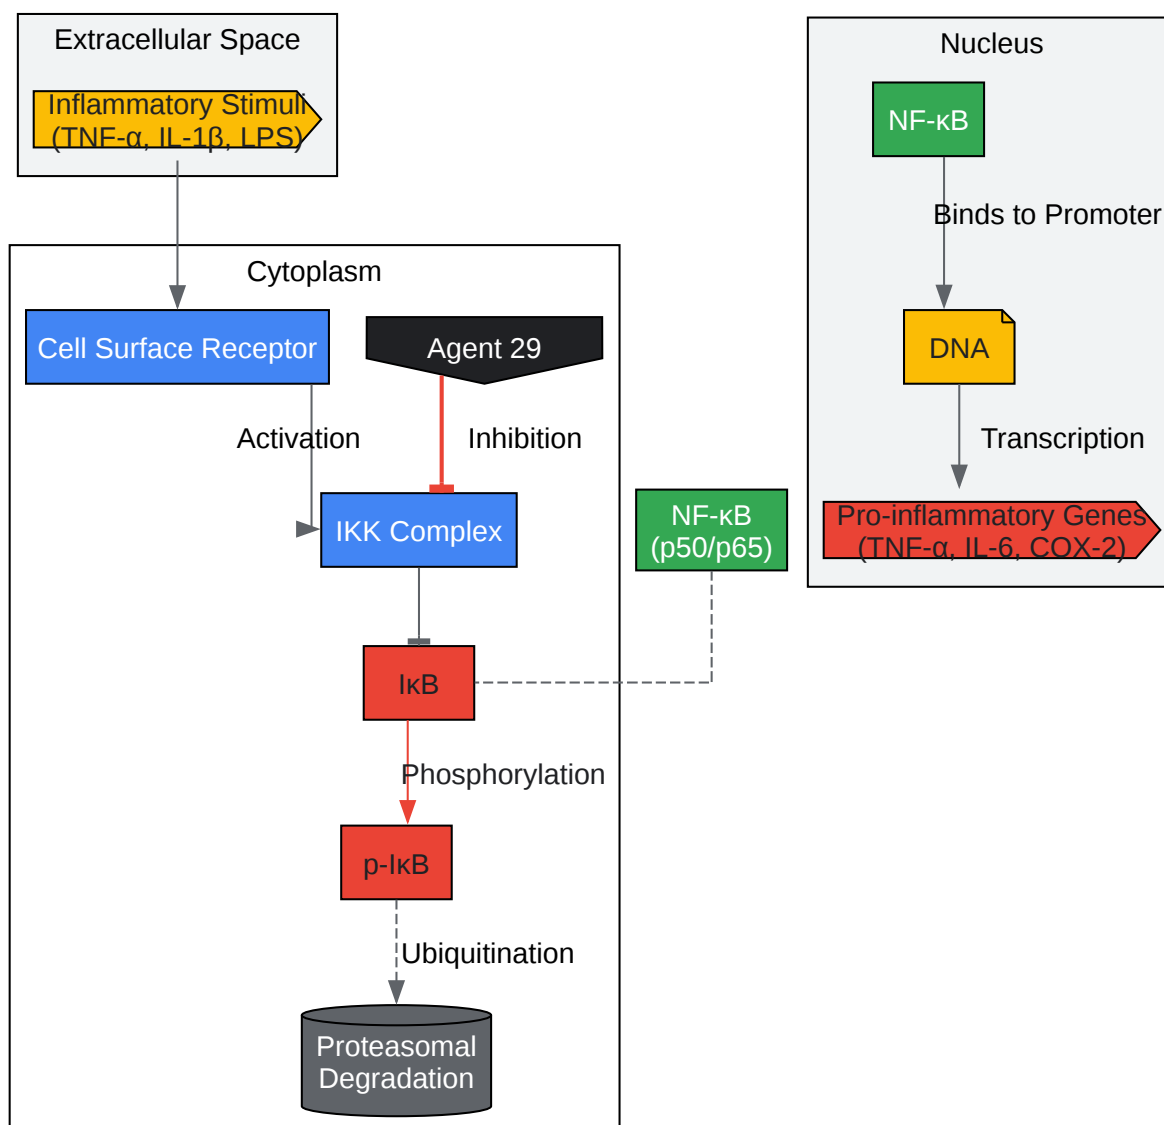 Extracellular Space
Inflammatory Stimuli
(TNF-α, IL-1β, LPS)
Cytoplasm
Cell Surface Receptor
Agent 29
Activation
Inhibition
IKK Complex
NF-κB
(p50/p65)
IκB
Phosphorylation
p-IκB
Ubiquitination
Proteasomal
Degradation
Nucleus
NF-κB
Binds to Promoter
DNA
Transcription
Pro-inflammatory Genes
(TNF-α, IL-6, COX-2)